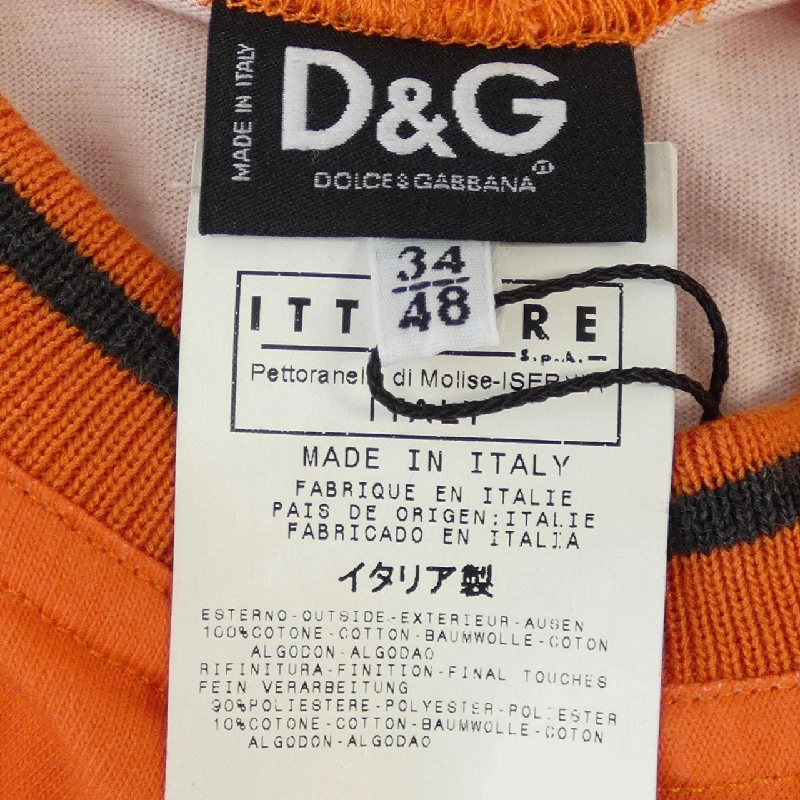 MADE IN ITALY
D&G
DOLCE&GABBANA
34
48
ITT RE
S.p.A.
di Molise-
MADE IN ITALY
FABRIQUE EN ITALIE
PAIS DE ORIGEN:ITALIE
FABRICADO EN ITALIA
イタリア製
ESTERNO-OUTSIDE-EXTERIEUR-AUSEN
100%COTONE-COTTON-BAUMWOLLE-COTON
ALGODON-ALGODAO
RIFINITURA-FINITION-FINAL TOUCHES
FEIN VERARBEITUNG
90%POLIESTERE-POLYESTER-POLIESTER
10%COTONE-COTTON-BAUMWOLLE-COTON
ALGODON-ALGODAO